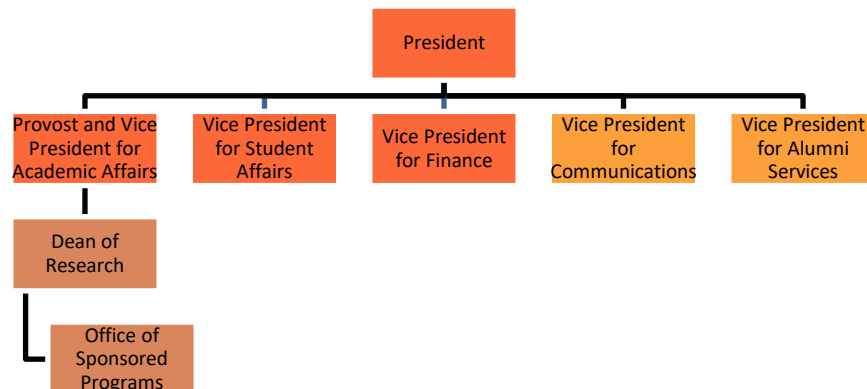 President
Provost and Vice
President for
Academic Affairs
Vice President
for Student
Affairs
Vice President
for Finance
Vice President
for
Communications
Vice President
for Alumni
Services
Dean of
Research
Office of
Sponsored
Programs